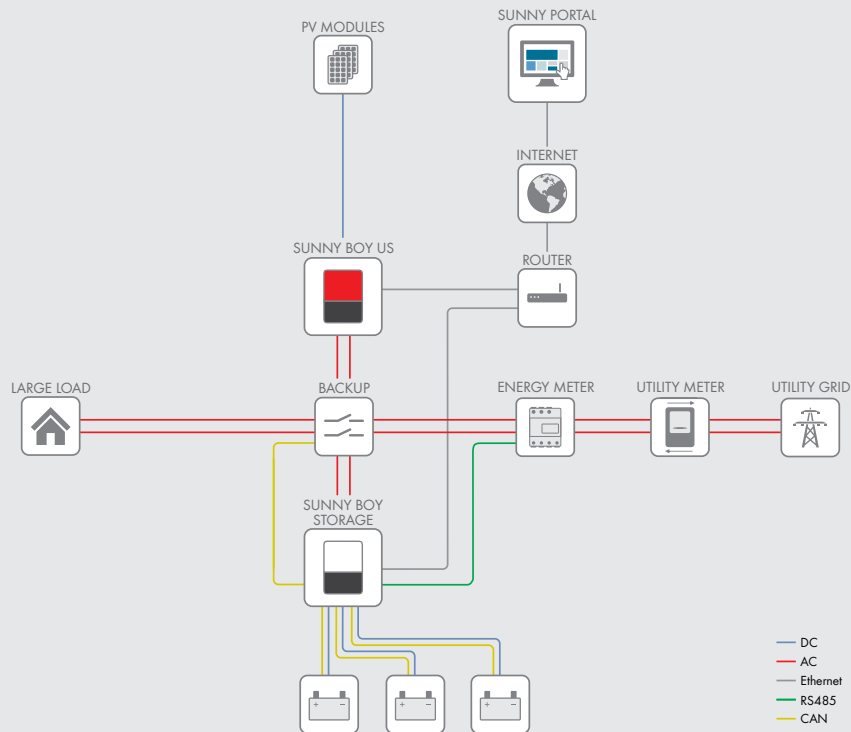 SUNNY PORTAL
PV MODULES
INTERNET
SUNNY BOY US
ROUTER
LARGE LOAD
BACKUP
ENERGY METER
UTILITY METER
UTILITY GRID
SUNNY BOY
STORAGE
DC
AC
Ethernet
RS485
CAN